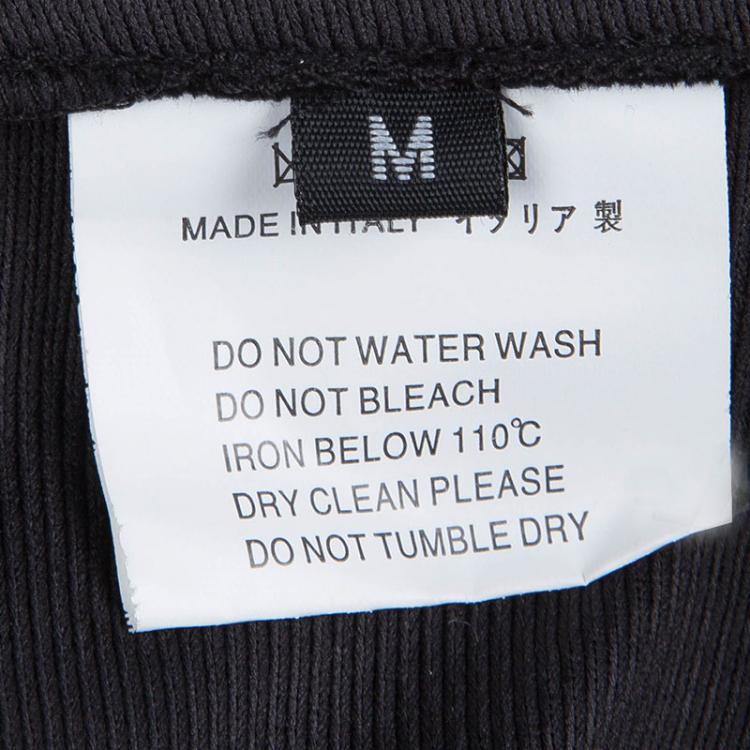 M
MADE IN ITALY イタリア 製
DO NOT WATER WASH
DO NOT BLEACH
IRON BELOW 110℃
DRY CLEAN PLEASE
DO NOT TUMBLE DRY